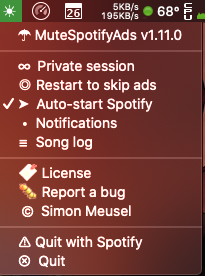 26
5KB/s
195KB/s
68°
CPU
MuteSpotifyAds v1.11.0
Private session
Restart to skip ads
Auto-start Spotify
Notifications
Song log
License
Report a bug
© Simon Meusel
Quit with Spotify
Quit